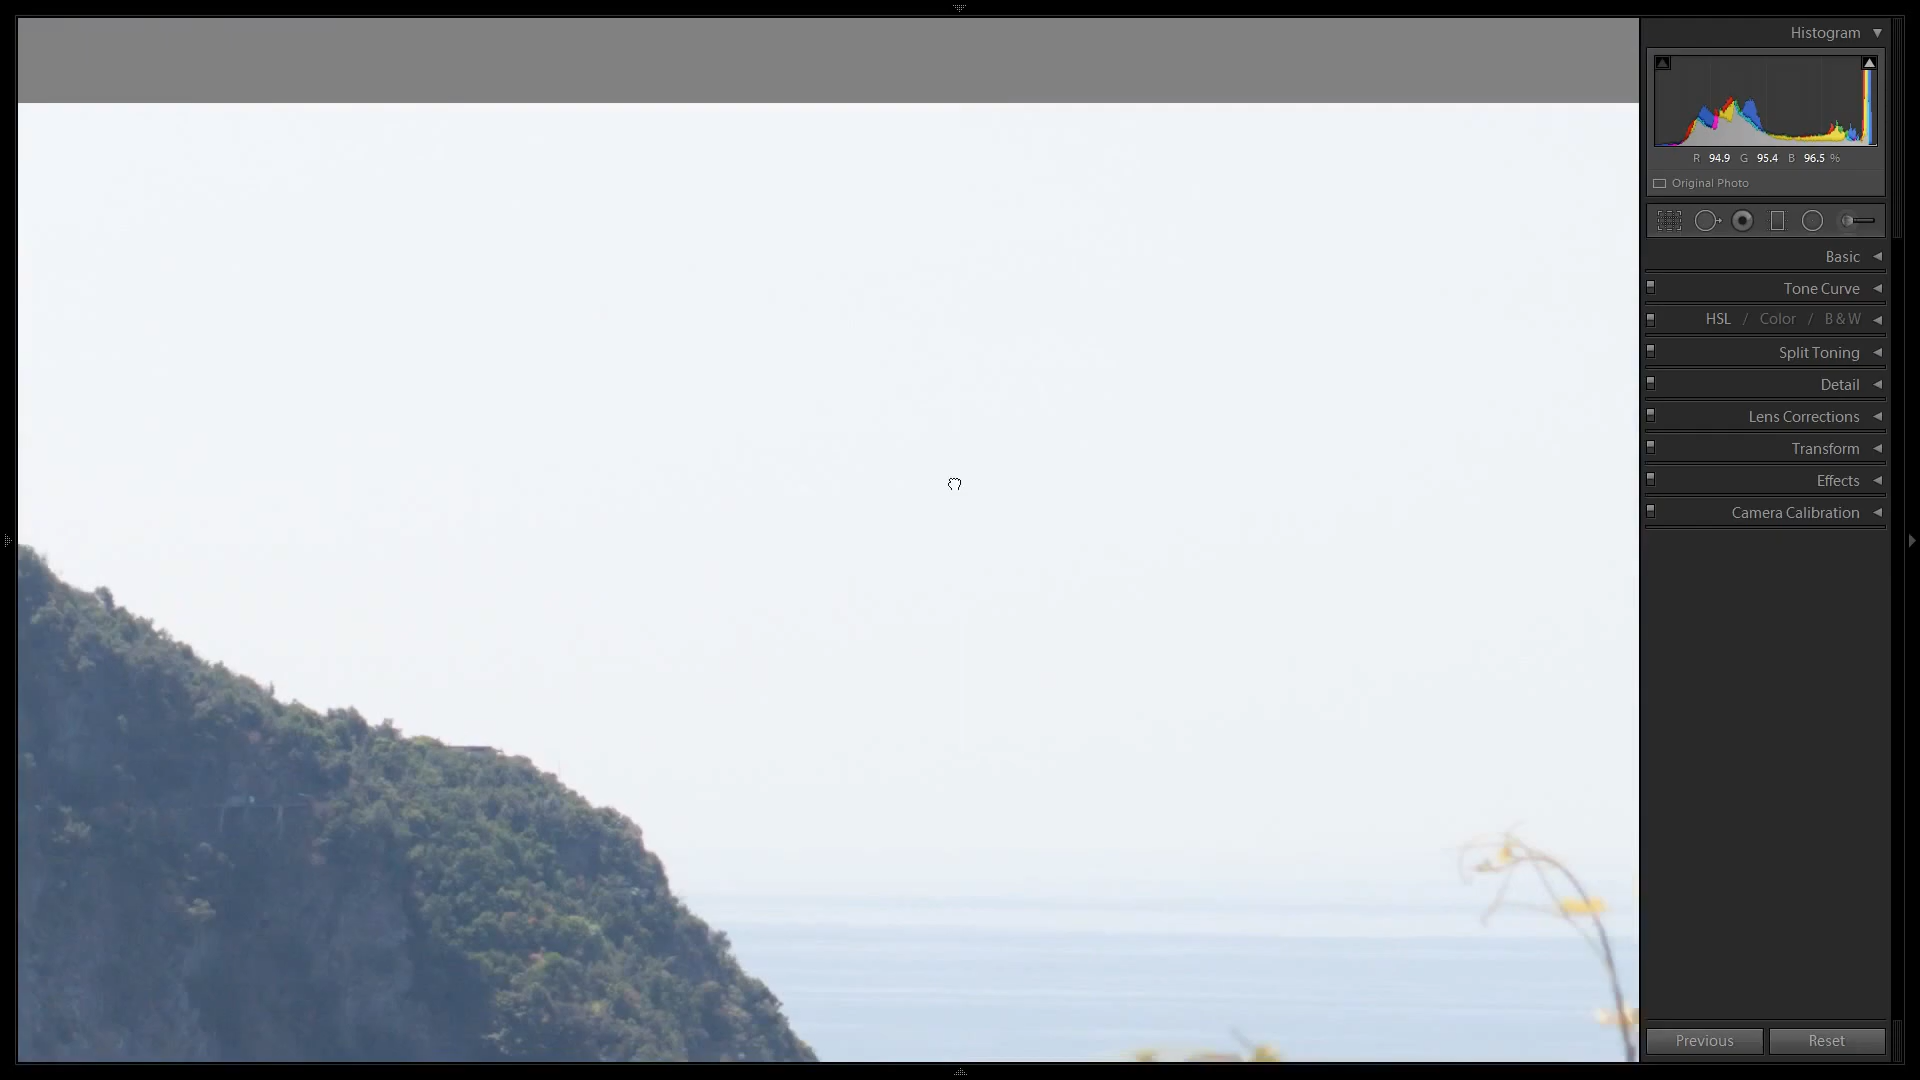 Histogram
R 94.9 G 95.4 B 96.5 %
Original Photo
Basic
Tone Curve
HSL / Color / B & W
Split Toning
Detail
Lens Corrections
Transform
Effects
Camera Calibration
Previous Reset